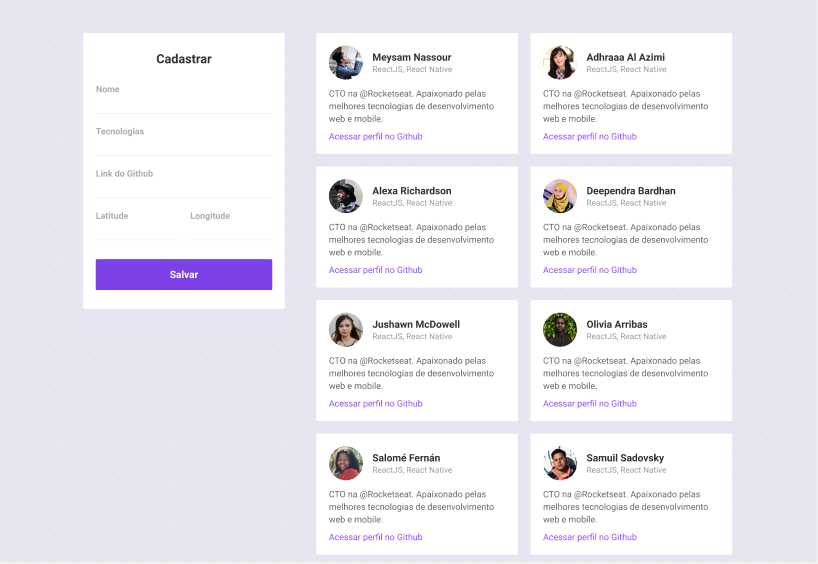 Cadastrar
Nome
Tecnologias
Link do Github
Latitude
Longitude
Salvar
Meysam Nassour
ReactJS, React Native
CTO na @Rocketseat. Apaixonado pelas
melhores tecnologias de desenvolvimento
web e mobile.
Acessar perfil no Github
Adhraaa Al Azimi
ReactJS, React Native
CTO na @Rocketseat. Apaixonado pelas
melhores tecnologias de desenvolvimento
web e mobile.
Acessar perfil no Github
Alexa Richardson
ReactJS, React Native
CTO na @Rocketseat. Apaixonado pelas
melhores tecnologias de desenvolvimento
web e mobile.
Acessar perfil no Github
Deependra Bardhan
ReactJS, React Native
CTO na @Rocketseat. Apaixonado pelas
melhores tecnologias de desenvolvimento
web e mobile.
Acessar perfil no Github
Jushawn McDowell
ReactJS, React Native
CTO na @Rocketseat. Apaixonado pelas
melhores tecnologias de desenvolvimento
web e mobile.
Acessar perfil no Github
Olivia Arribas
ReactJS, React Native
CTO na @Rocketseat. Apaixonado pelas
melhores tecnologias de desenvolvimento
web e mobile.
Acessar perfil no Github
Salomé Fernán
ReactJS, React Native
CTO na @Rocketseat. Apaixonado pelas
melhores tecnologias de desenvolvimento
web e mobile.
Acessar perfil no Github
Samuil Sadovsky
ReactJS, React Native
CTO na @Rocketseat. Apaixonado pelas
melhores tecnologias de desenvolvimento
web e mobile.
Acessar perfil no Github